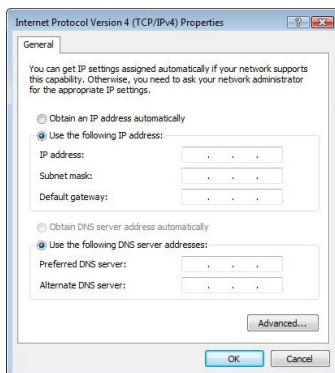 Internet Protocol Version 4 (TCP/IPv4) Properties
General
You can get IP settings assigned automatically if your network supports
this capability. Otherwise, you need to ask your network administrator
for the appropriate IP settings.
Obtain an IP address automatically
Use the following IP address:
IP address:
Subnet mask:
Default gateway:
Obtain DNS server address automatically
Use the following DNS server addresses:
Preferred DNS server:
Alternate DNS server:
Advanced...
OK Cancel